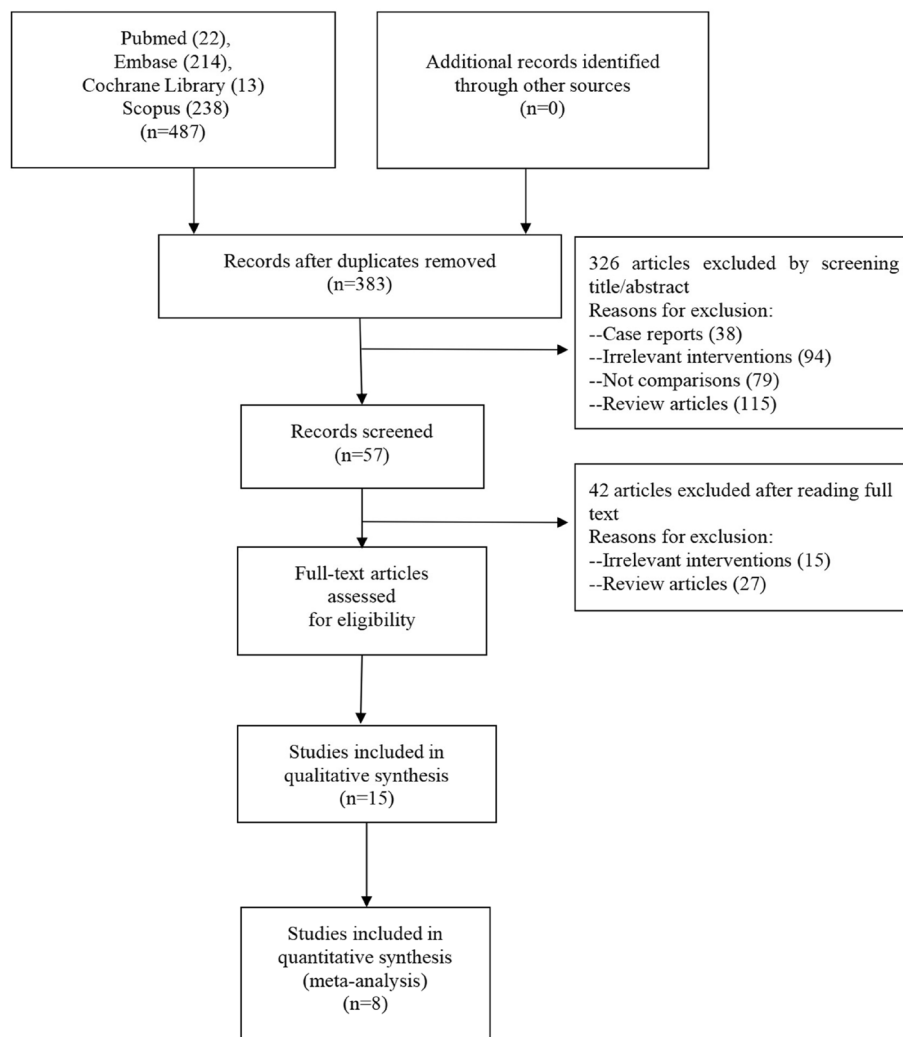 Pubmed (22),
Embase (214),
Cochrane Library (13)
Scopus (238)
(n=487)
Additional records identified
through other sources
(n=0)
Records after duplicates removed
(n=383)
326 articles excluded by screening
title/abstract
Reasons for exclusion:
--Case reports (38)
--Irrelevant interventions (94)
--Not comparisons (79)
--Review articles (115)
Records screened
(n=57)
42 articles excluded after reading full
text
Reasons for exclusion:
--Irrelevant interventions (15)
--Review articles (27)
Full-text articles
assessed
for eligibility
Studies included in
qualitative synthesis
(n=15)
Studies included in
quantitative synthesis
(meta-analysis)
(n=8)